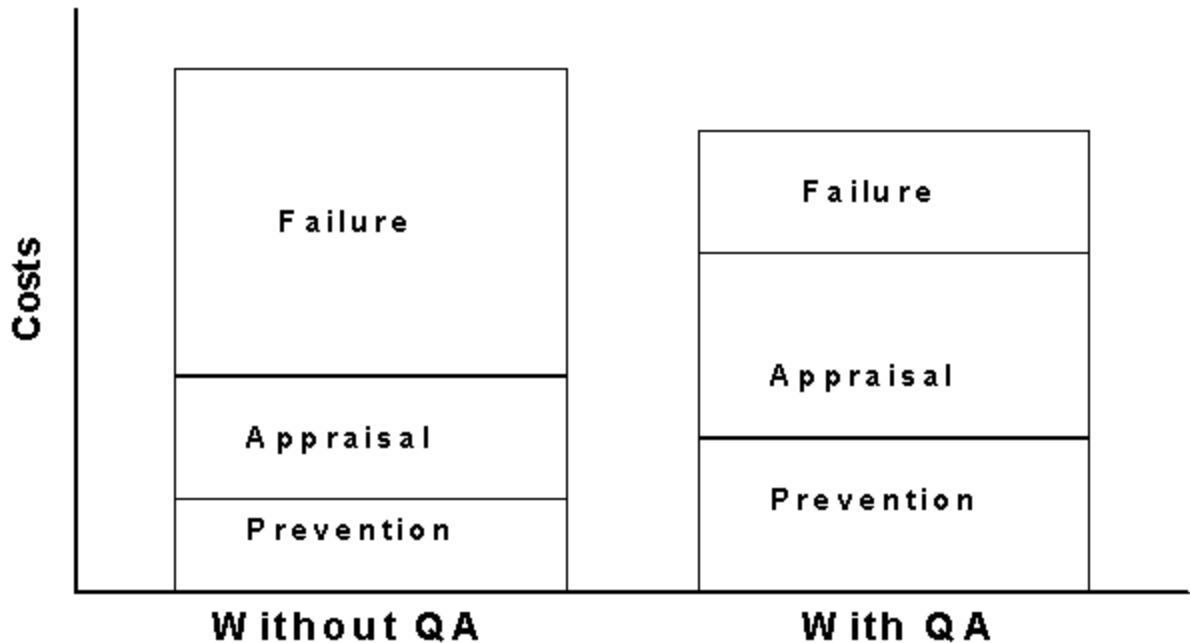 Costs
Failure
Appraisal
Prevention
Failure
Appraisal
Prevention
Without QA
With QA